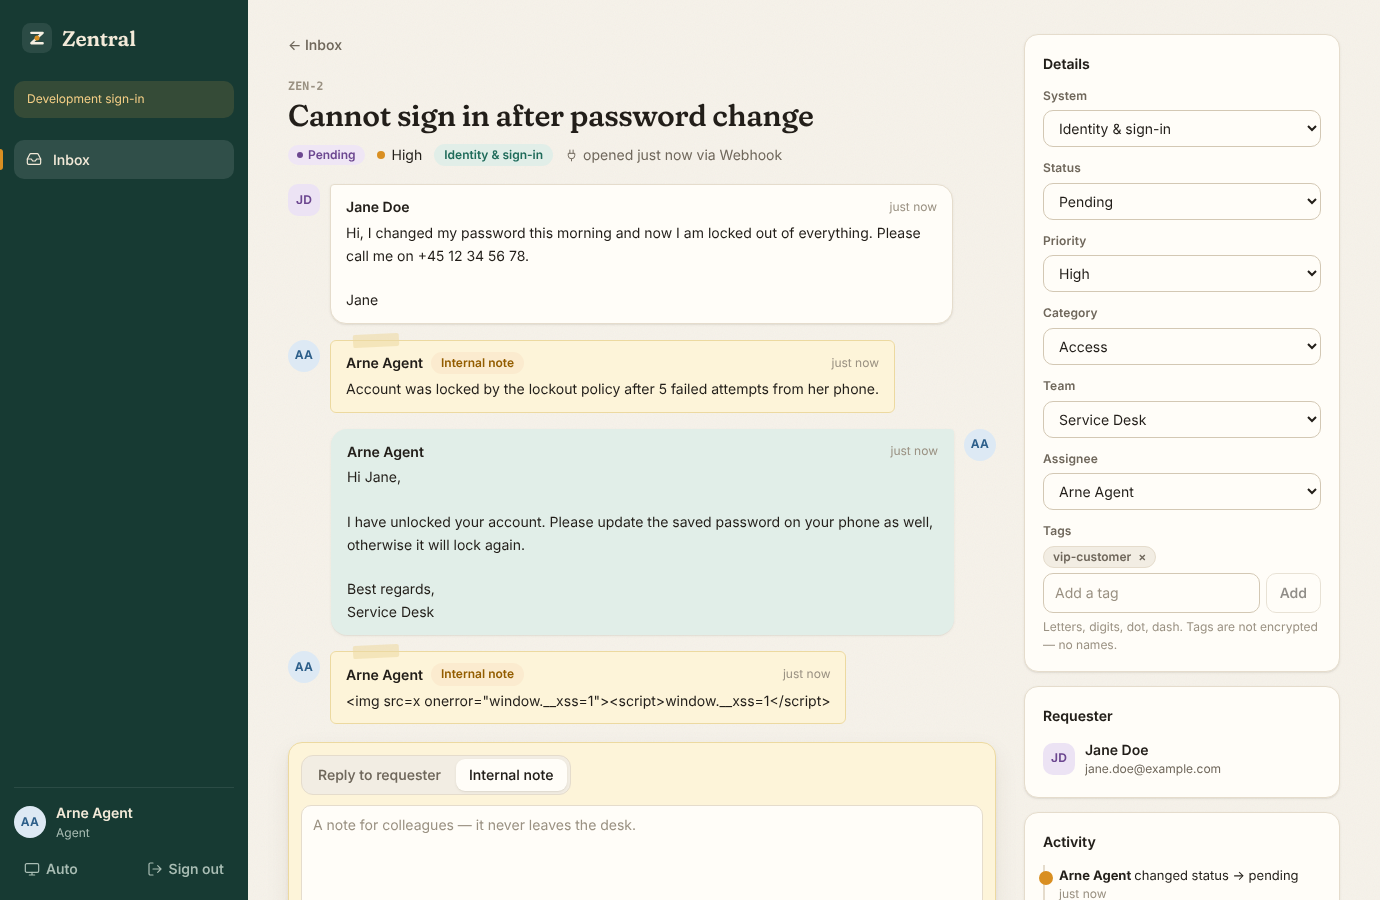 Zentral
Development sign-in
Inbox
Arne Agent
AA
Agent
Auto
Sign out
← Inbox
ZEN-2
Cannot sign in after password change
Pending
High
Identity & sign-in
opened just now via Webhook
JD
Jane Doe
just now
Hi, I changed my password this morning and now I am locked out of everything. Please
call me on +45 12 34 56 78.
Jane
AA
Arne Agent
Internal note
just now
Account was locked by the lockout policy after 5 failed attempts from her phone.
Arne Agent
just now
AA
Hi Jane,
I have unlocked your account. Please update the saved password on your phone as well,
otherwise it will lock again.
Best regards,
Service Desk
AA
Arne Agent
Internal note
just now
<img src=x onerror="window.__xss=1"><script>window.__xss=1</script>
Reply to requester
Internal note
A note for colleagues — it never leaves the desk.
Details
System
Identity & sign-in
Status
Pending
Priority
High
Category
Access
Team
Service Desk
Assignee
Arne Agent
Tags
vip-customer ×
Add a tag
Add
Letters, digits, dot, dash. Tags are not encrypted
— no names.
Requester
JD
Jane Doe
jane.doe@example.com
Activity
Arne Agent changed status → pending
just now